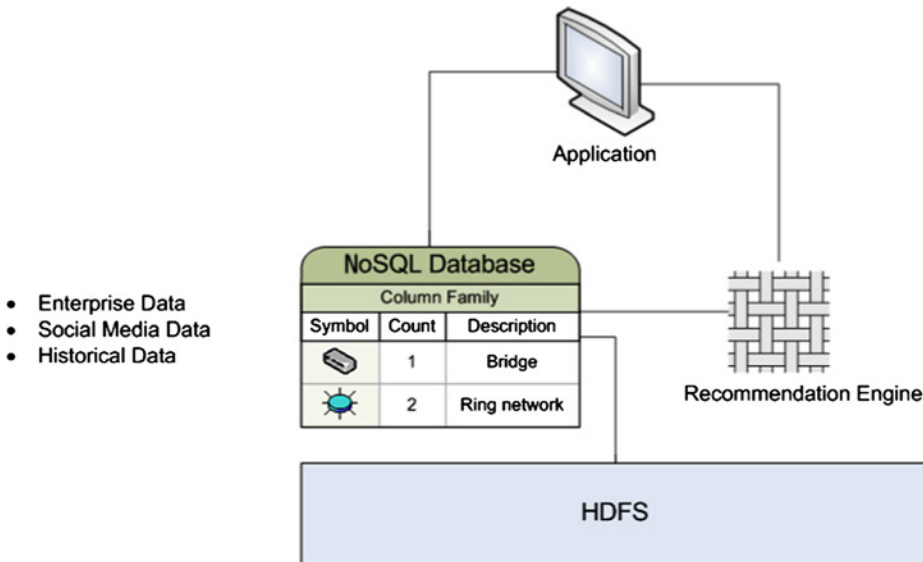 Application
NoSQL Database
Column Family
Symbol Count Description
1 Bridge
2 Ring network
• Enterprise Data
• Social Media Data
• Historical Data
Recommendation Engine
HDFS